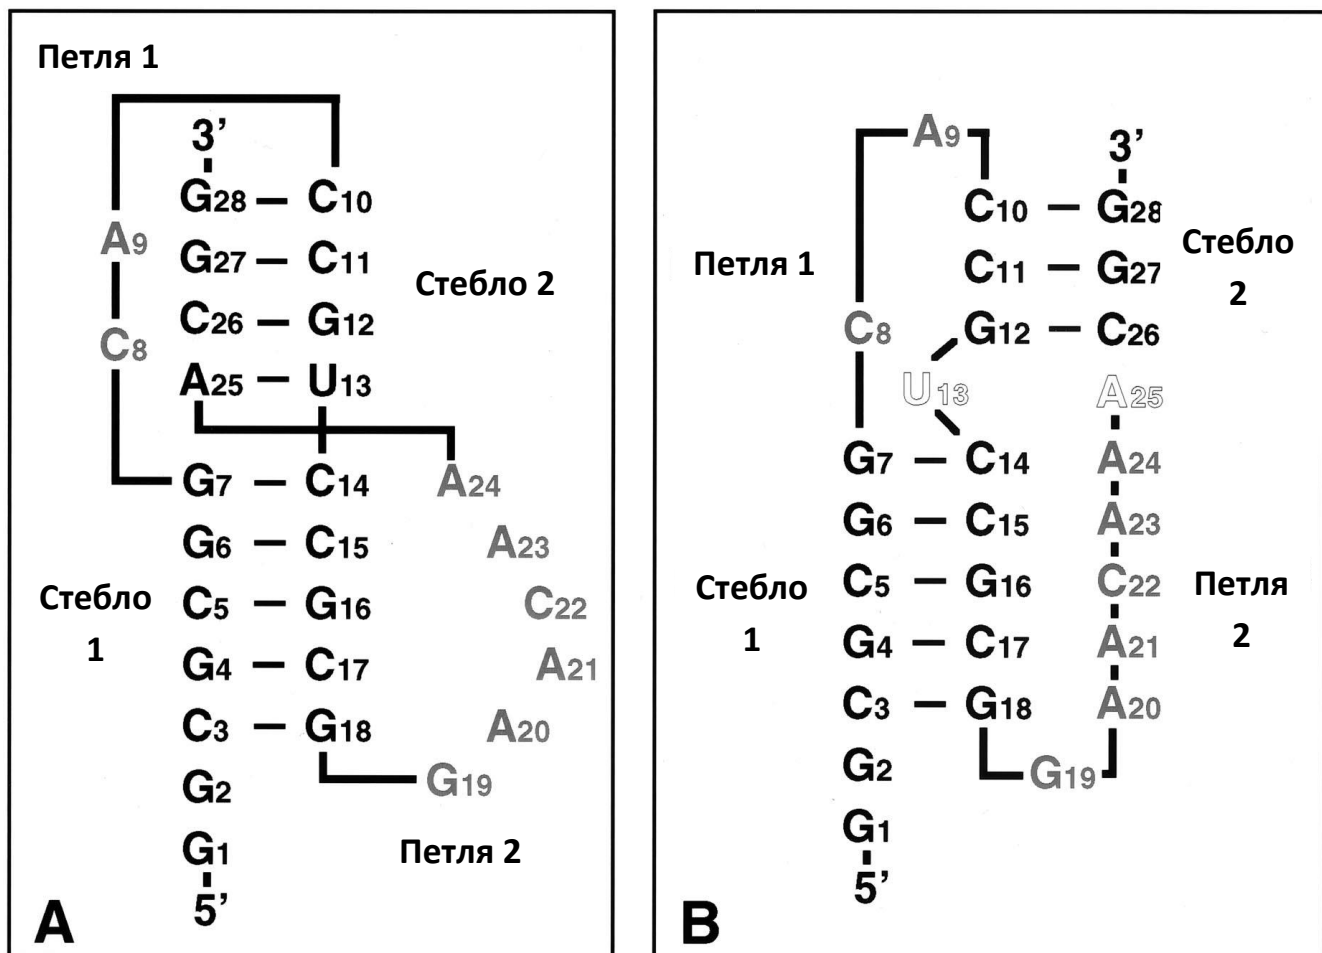 Петля 1
3’
G28 – C10
A9
G27 – C11
Стебло 2
C26 – G12
C8
A25 – U13
G7 – C14 A24
G6 – C15 A23
Стебло
1
C5 – G16 C22
G4 – C17 A21
C3 – G18 A20
G2 G19
G1
Петля 2
5’
A
A9
3’
C10 – G28
Стебло
2
Петля 1
C11 – G27
C8 G12 – C26
U13 A25
G7 – C14 A24
G6 – C15 A23
Стебло
1
C5 – G16 C22
Петля
2
G4 – C17 A21
C3 – G18 A20
G2 G19
G1
5’
B